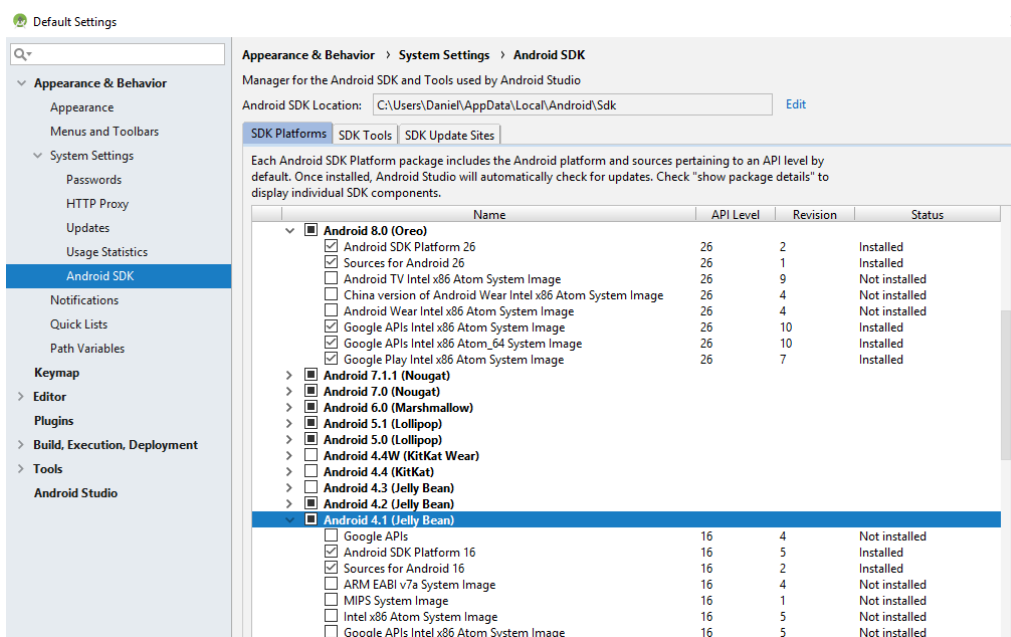 Default Settings
Appearance & Behavior
Appearance
Menus and Toolbars
System Settings
Passwords
HTTP Proxy
Updates
Usage Statistics
Android SDK
Notifications
Quick Lists
Path Variables
Keymap
Editor
Plugins
Build, Execution, Deployment
Tools
Android Studio
Appearance & Behavior › System Settings › Android SDK
Manager for the Android SDK and Tools used by Android Studio
Android SDK Location: C:\Users\Daniel\AppData\Local\Android\Sdk Edit
SDK Platforms SDK Tools SDK Update Sites
Each Android SDK Platform package includes the Android platform and sources pertaining to an API level by
default. Once installed, Android Studio will automatically check for updates. Check "show package details" to
display individual SDK components.
Name API Level Revision Status
Android 8.0 (Oreo)
Android SDK Platform 26 26 2 Installed
Sources for Android 26 26 1 Installed
Android TV Intel x86 Atom System Image 26 9 Not installed
China version of Android Wear Intel x86 Atom System Image 26 4 Not installed
Android Wear Intel x86 Atom System Image 26 4 Not installed
Google APIs Intel x86 Atom System Image 26 10 Installed
Google APIs Intel x86 Atom_64 System Image 26 10 Installed
Google Play Intel x86 Atom System Image 26 7 Installed
Android 7.1.1 (Nougat)
Android 7.0 (Nougat)
Android 6.0 (Marshmallow)
Android 5.1 (Lollipop)
Android 5.0 (Lollipop)
Android 4.4W (KitKat Wear)
Android 4.4 (KitKat)
Android 4.3 (Jelly Bean)
Android 4.2 (Jelly Bean)
Android 4.1 (Jelly Bean)
Google APIs 16 4 Not installed
Android SDK Platform 16 16 5 Installed
Sources for Android 16 16 2 Installed
ARM EABI v7a System Image 16 4 Not installed
MIPS System Image 16 1 Not installed
Intel x86 Atom System Image 16 5 Not installed
Google APIs Intel x86 Atom System Image 16 5 Not installed